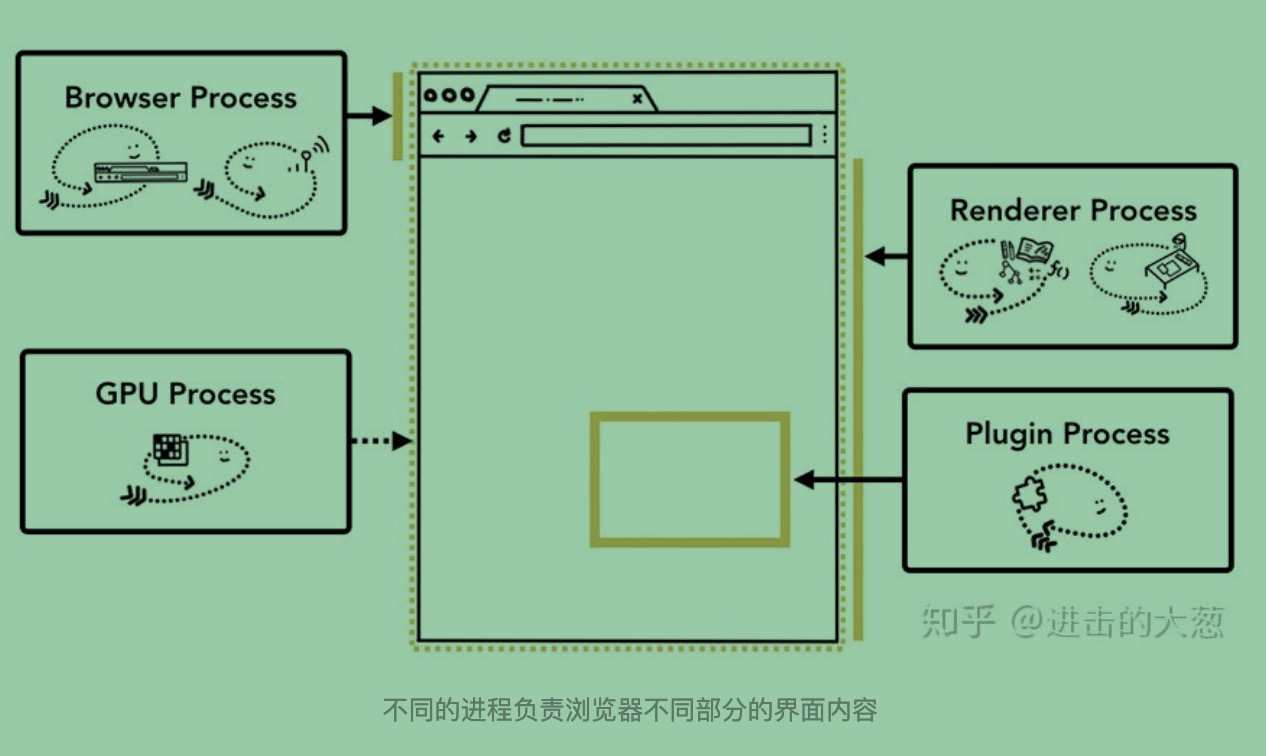 Browser Process
Renderer Process
f()
GPU Process
Plugin Process
知乎 @进击的大葱
不同的进程负责浏览器不同部分的界面内容